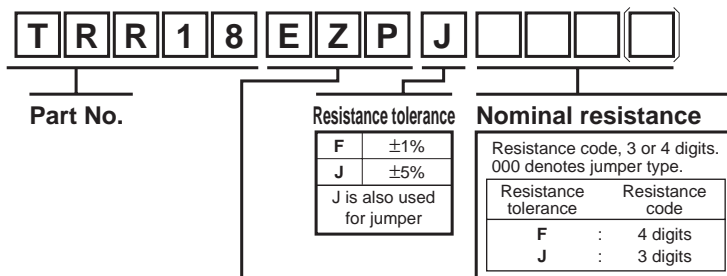 T R R 1 8 E Z P J
Part No.
Resistance tolerance
F ±1%
J ±5%
J is also used
for jumper
Nominal resistance
Resistance code, 3 or 4 digits.
000 denotes jumper type.
Resistance tolerance Resistance code
F : 4 digits
J : 3 digits